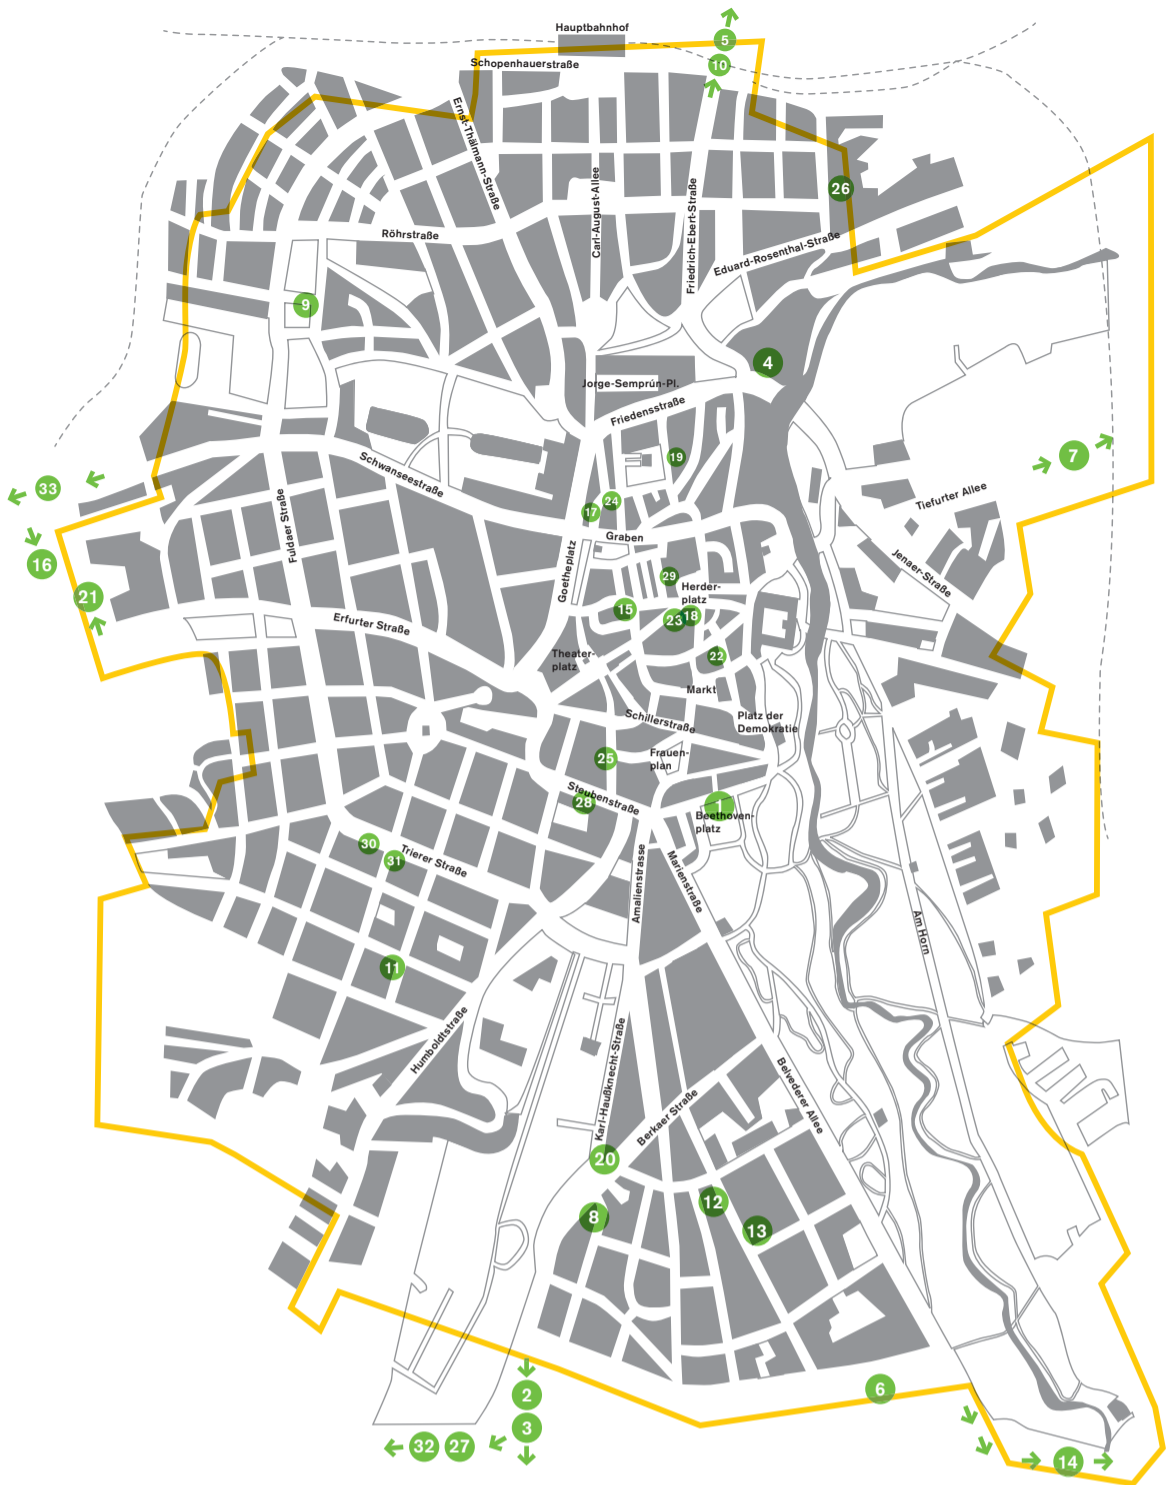 Hauptbahnhof
5
Schopenhauerstraße
10
Ernst-Thälmann-Straße
Carl-August-Allee
Friedrich-Ebert-Straße
26
Röhrstraße
Eduard-Rosenthal-Straße
9
4
Jorge-Semprún-Pl.
Friedensstraße
19
7
Schwanseestraße
33
24
17
Tiefurter Allee
Fuldaer Straße
Graben
16
Goetheplatz
Jenaer-Straße
29
21
Herder-
platz
15
23
18
Erfurter Straße
22
Theater-
platz
Markt
Schillerstraße
Platz der
Demokratie
25
Frauen-
plan
Steubenstraße
28
1
Beethoven-
platz
30
31
Trierer Straße
Amalienstrasse
Marienstraße
Am Horn
11
Humboldtstraße
Karl-Haußknecht-Straße
Berkaer Straße
Belvederer Allee
20
12
8
13
2
6
3
32
27
14